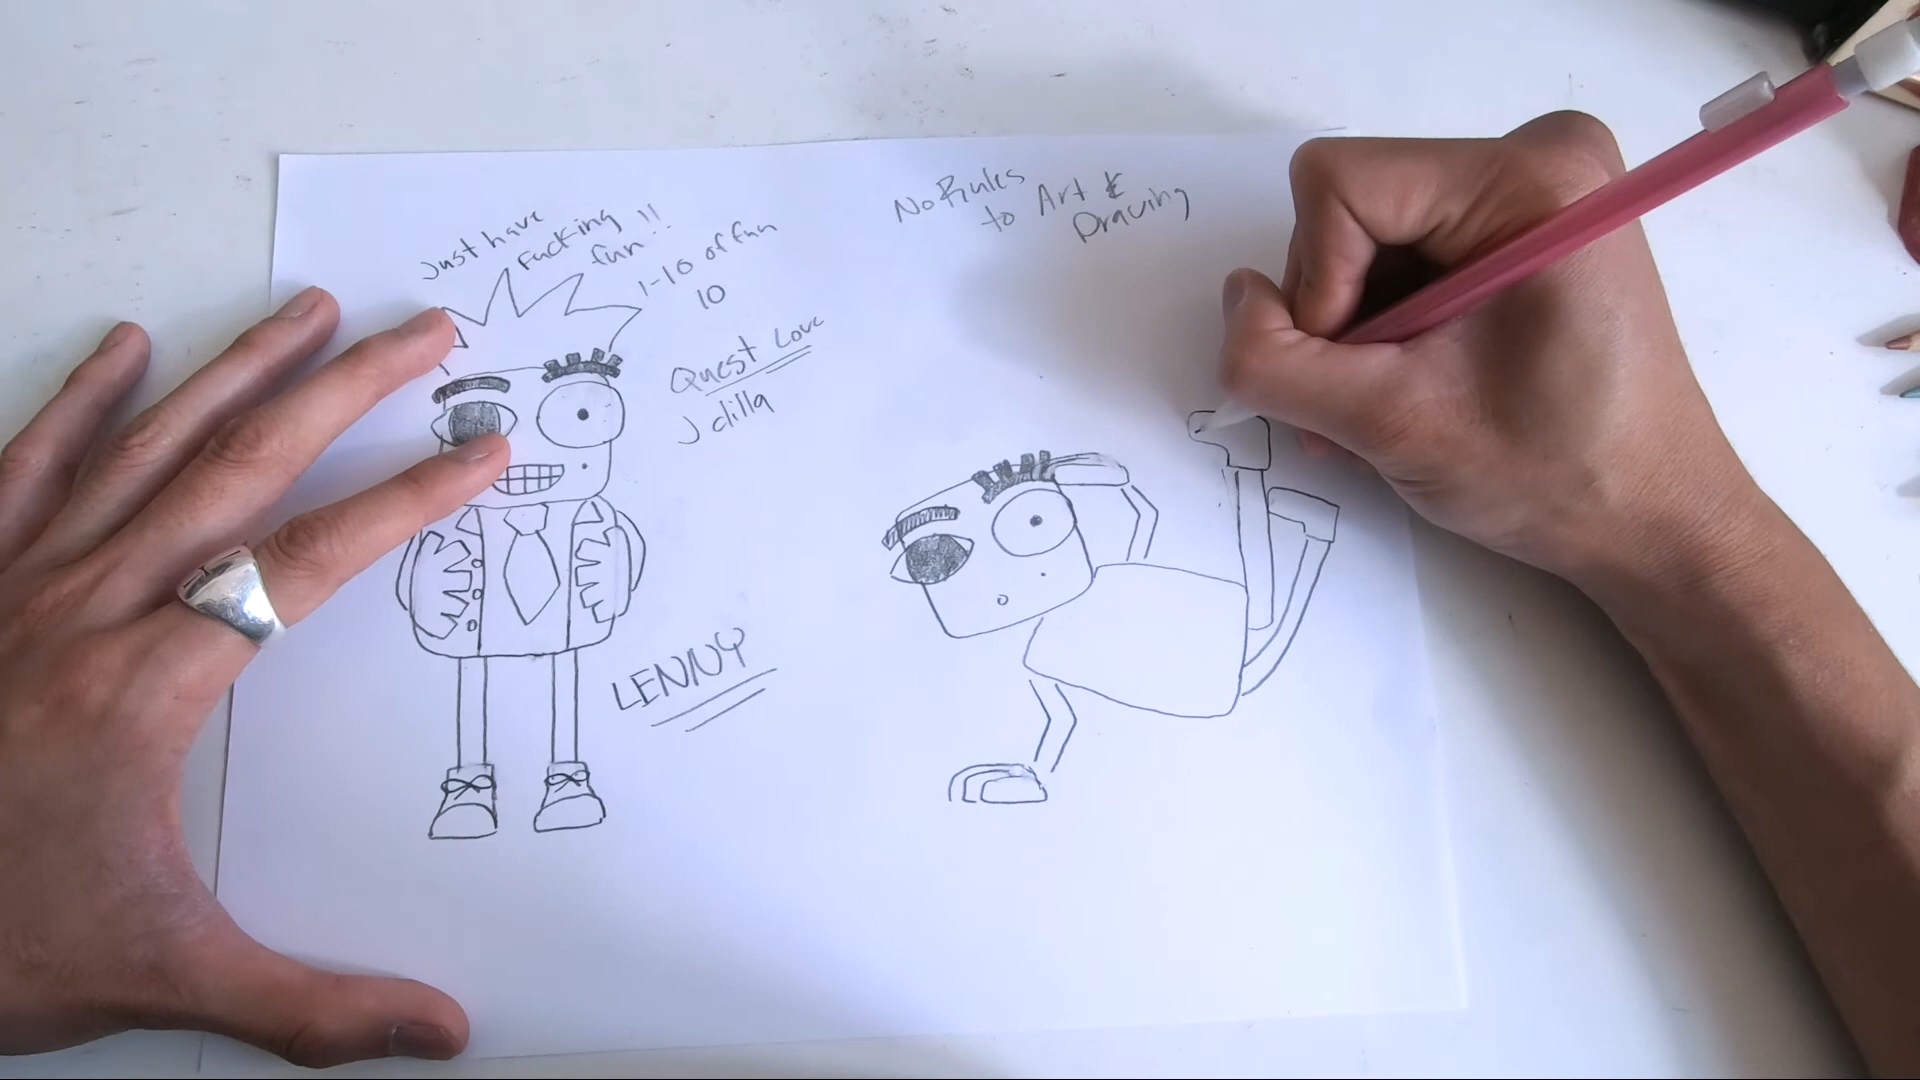 Just have
Fucking
fun!!
1-10 of fun
10
Quest Love
J dilla
LENNY
No Rules
to Art &
Drawing